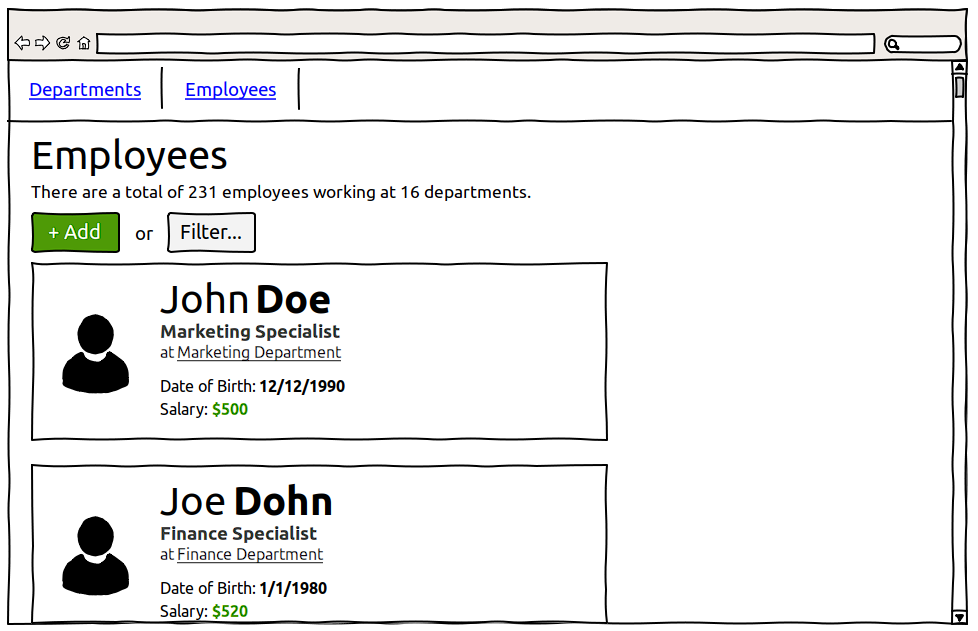 Departments
Employees
Employees
There are a total of 231 employees working at 16 departments.
+ Add or Filter...
John Doe
Marketing Specialist
at Marketing Department
Date of Birth: 12/12/1990
Salary: $500
Joe Dohn
Finance Specialist
at Finance Department
Date of Birth: 1/1/1980
Salary: $520